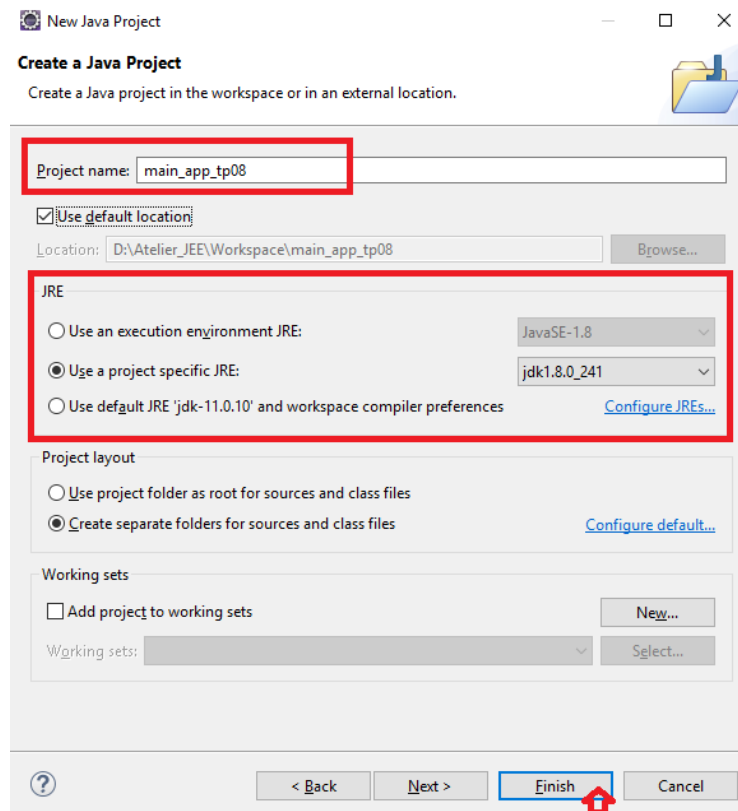 New Java Project
Create a Java Project
Create a Java project in the workspace or in an external location.
Project name: main_app_tp08
Use default location
Location: D:\Atelier_JEE\Workspace\main_app_tp08 Browse...
JRE
Use an execution environment JRE: JavaSE-1.8
Use a project specific JRE: jdk1.8.0_241
Use default JRE 'jdk-11.0.10' and workspace compiler preferences Configure JREs...
Project layout
Use project folder as root for sources and class files
Create separate folders for sources and class files Configure default...
Working sets
Add project to working sets New...
Working sets: Select...
? < Back Next > Finish Cancel